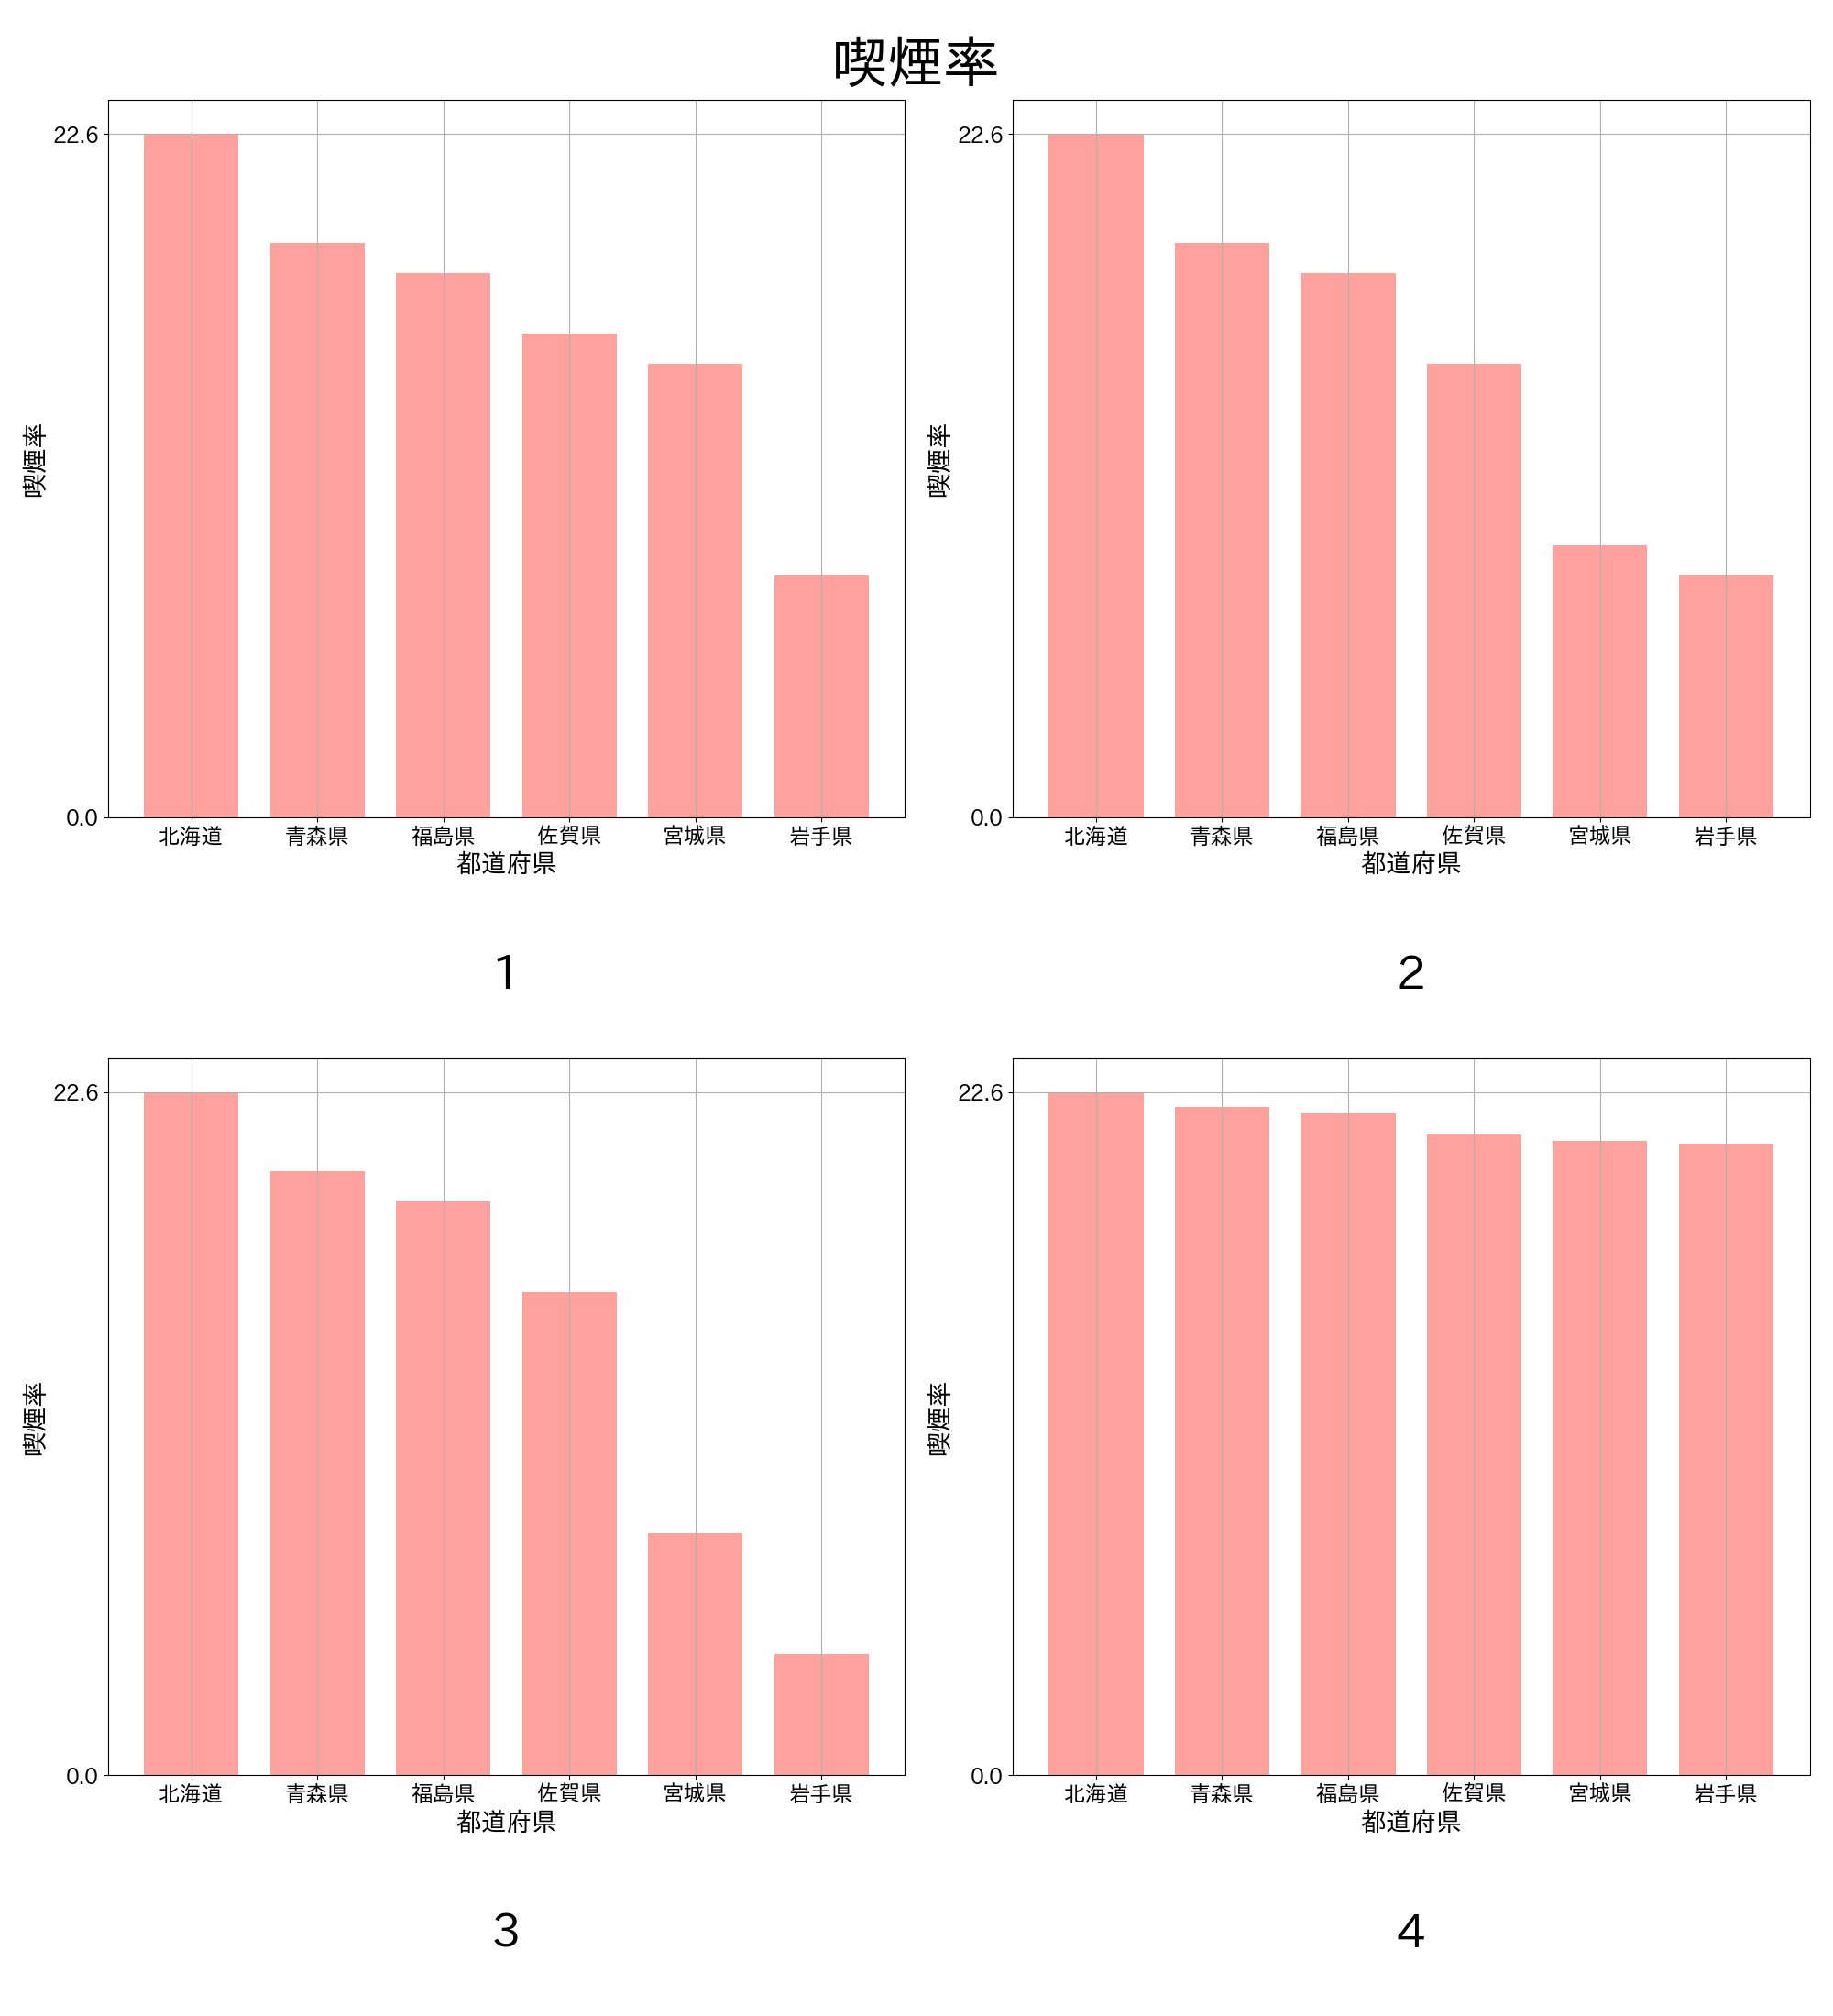 喫煙率
22.6
0.0
喫煙率
北海道 青森県 福島県 佐賀県 宮城県 岩手県
都道府県
1
22.6
0.0
喫煙率
北海道 青森県 福島県 佐賀県 宮城県 岩手県
都道府県
2
22.6
0.0
喫煙率
北海道 青森県 福島県 佐賀県 宮城県 岩手県
都道府県
3
22.6
0.0
喫煙率
北海道 青森県 福島県 佐賀県 宮城県 岩手県
都道府県
4